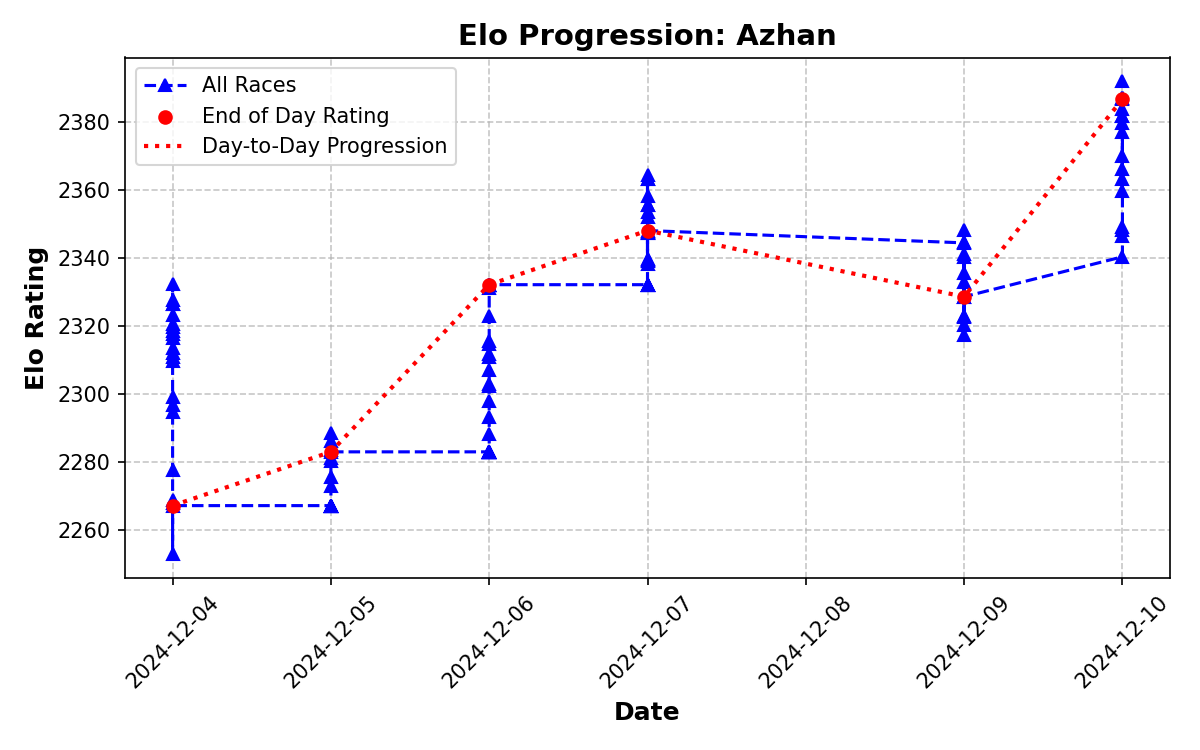 Elo Progression: Azhan
All Races
End of Day Rating
Day-to-Day Progression
2380
2360
2340
2320
2300
2280
2260
Elo Rating
2024-12-04
2024-12-05
2024-12-06
2024-12-07
2024-12-08
2024-12-09
2024-12-10
Date